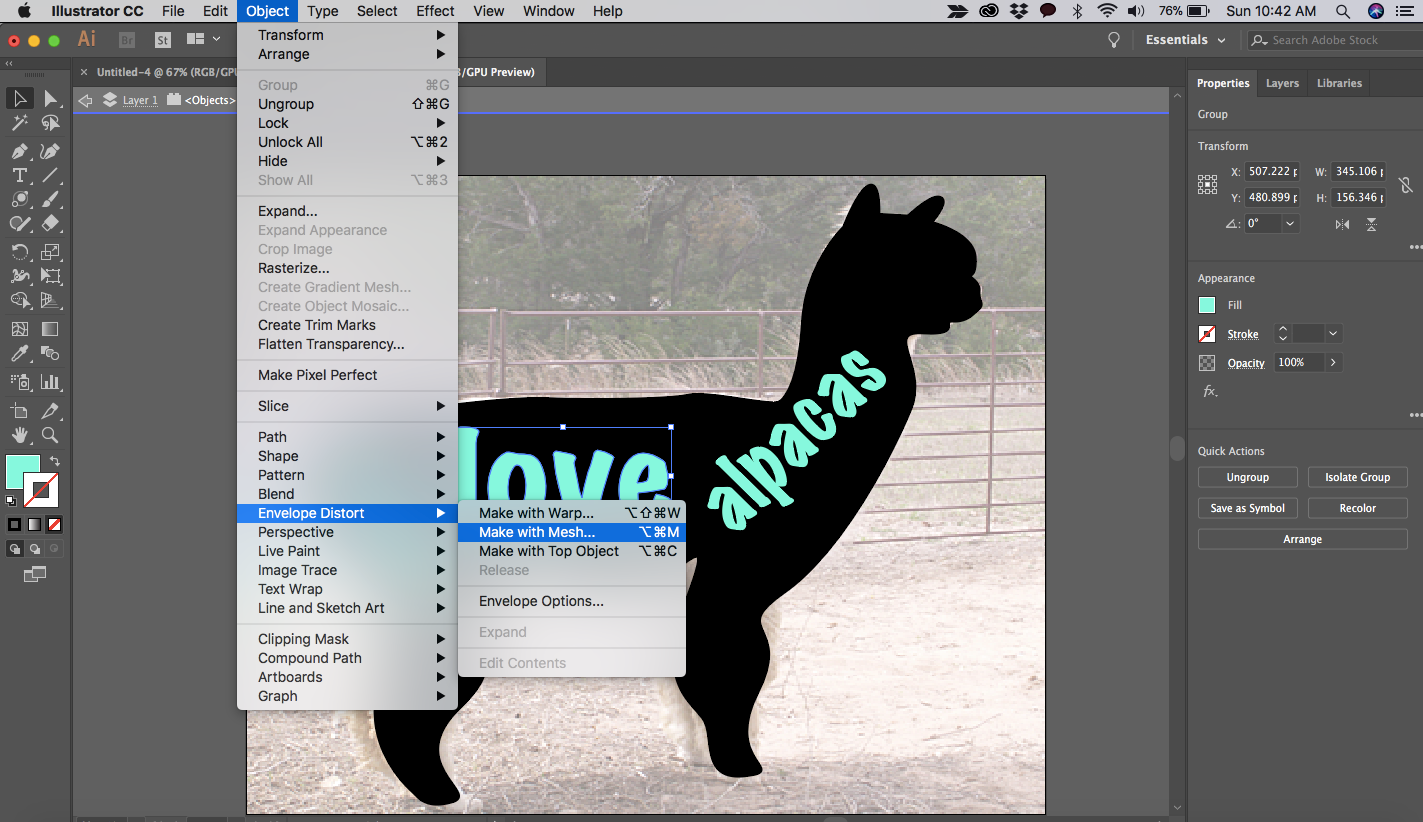 Illustrator CC File Edit Object Type Select Effect View Window Help 76% Sun 10:42 AM
Ai Br St Essentials Search Adobe Stock
× Untitled-4 @ 67% (RGB/GPU /GPU Preview)
Layer 1 <Objects>
Transform
Arrange
Group ⌘G
Ungroup ⇧⌘G
Lock
Unlock All ⌥⌘2
Hide
Show All ⌥⌘3
Expand...
Expand Appearance
Crop Image
Rasterize...
Create Gradient Mesh...
Create Object Mosaic...
Create Trim Marks
Flatten Transparency...
Make Pixel Perfect
Slice
Path
Shape
Pattern
Blend
Envelope Distort
Perspective
Live Paint
Image Trace
Text Wrap
Line and Sketch Art
Clipping Mask
Compound Path
Artboards
Graph
Make with Warp... ⌥⇧⌘W
Make with Mesh... ⌥⌘M
Make with Top Object ⌥⌘C
Release
Envelope Options...
Expand
Edit Contents
love
alpacas
Properties Layers Libraries
Group
Transform
X: 507.222 p W: 345.106 p
Y: 480.899 p H: 156.346 p
0°
Appearance
Fill
Stroke
Opacity 100%
fx.
Quick Actions
Ungroup Isolate Group
Save as Symbol Recolor
Arrange